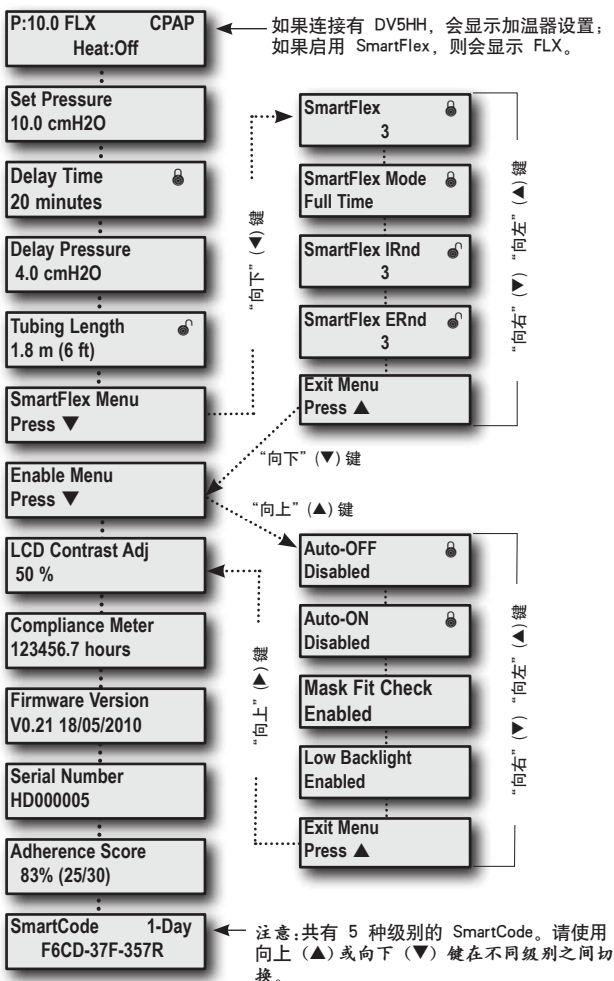 P:10.0 FLX CPAP
Heat:Off
如果连接有 DV5HH，会显示加温器设置；
如果启用 SmartFlex，则会显示 FLX。
Set Pressure
10.0 cmH2O
Delay Time
20 minutes
Delay Pressure
4.0 cmH2O
Tubing Length
1.8 m (6 ft)
SmartFlex Menu
Press ▼
“向下” (◀) 键
SmartFlex
3
SmartFlex Mode
Full Time
SmartFlex IRnd
3
SmartFlex ERnd
3
Exit Menu
Press ▲
“向右” (▼) “向左” (▲) 键
“向下” (▼) 键
Enable Menu
Press ▼
“向上” (▲) 键
LCD Contrast Adj
50 %
Compliance Meter
123456.7 hours
Firmware Version
V0.21 18/05/2010
Serial Number
HD000005
Adherence Score
83% (25/30)
SmartCode 1-Day
F6CD-37F-357R
“向上” (▶) 键
Auto-OFF
Disabled
Auto-ON
Disabled
Mask Fit Check
Enabled
Low Backlight
Enabled
Exit Menu
Press ▲
“向右” (▼) “向左” (▲) 键
注意:共有 5 种级别的 SmartCode。请使用
向上 (▲) 或向下 (▼) 键在不同级别之间切
换。